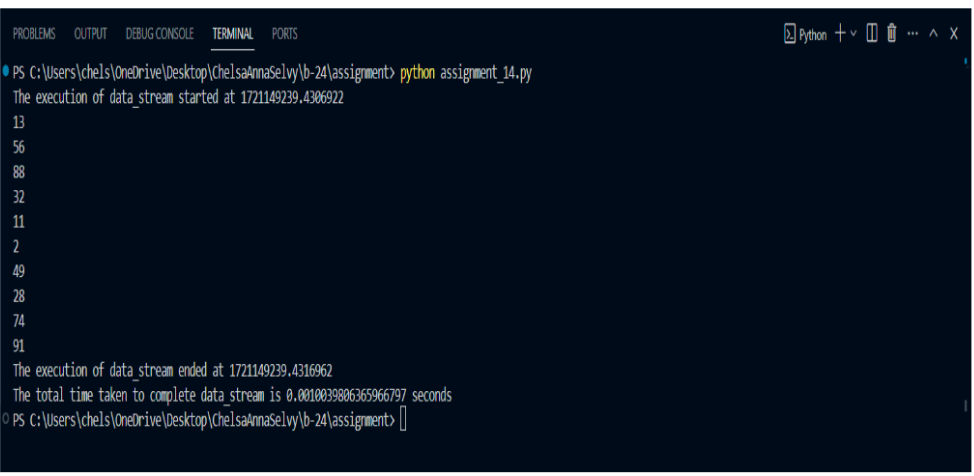 PROBLEMS OUTPUT DEBUG CONSOLE TERMINAL PORTS Python
PS C:\Users\chels\OneDrive\Desktop\ChelsaAnnaSelvy\b-24\assignment> python assignment_14.py
The execution of data_stream started at 1721149239.4306922
13
56
88
32
11
2
49
28
74
91
The execution of data_stream ended at 1721149239.4316962
The total time taken to complete data_stream is 0.0010039806365966797 seconds
PS C:\Users\chels\OneDrive\Desktop\ChelsaAnnaSelvy\b-24\assignment>